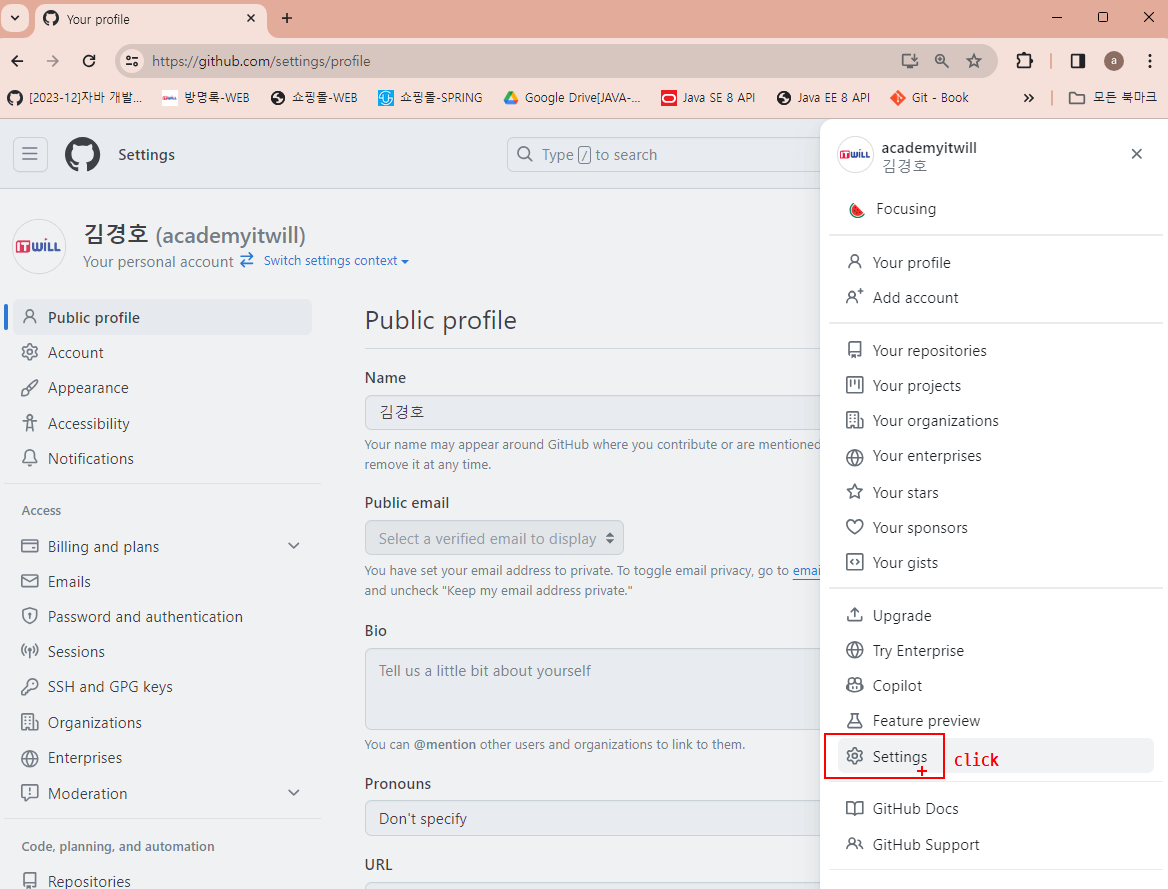 Your profile
https://github.com/settings/profile
a
[2023-12]자바 개발...
방명록-WEB
쇼핑몰-WEB
쇼핑몰-SPRING
Google Drive[JAVA-...
Java SE 8 API
Java EE 8 API
Git - Book
모든 북마크
Settings
Type / to search
ITWILL
김경호 (academyitwill)
Your personal account
Switch settings context
Public profile
Account
Appearance
Accessibility
Notifications
Access
Billing and plans
Emails
Password and authentication
Sessions
SSH and GPG keys
Organizations
Enterprises
Moderation
Code, planning, and automation
Repositories
Public profile
Name
김경호
Your name may appear around GitHub where you contribute or are mentioned
remove it at any time.
Public email
Select a verified email to display
You have set your email address to private. To toggle email privacy, go to emai
and uncheck "Keep my email address private."
Bio
Tell us a little bit about yourself
You can @mention other users and organizations to link to them.
Pronouns
Don't specify
URL
ITWILL
academyitwill
김경호
Focusing
Your profile
Add account
Your repositories
Your projects
Your organizations
Your enterprises
Your stars
Your sponsors
Your gists
Upgrade
Try Enterprise
Copilot
Feature preview
Settings
click
GitHub Docs
GitHub Support